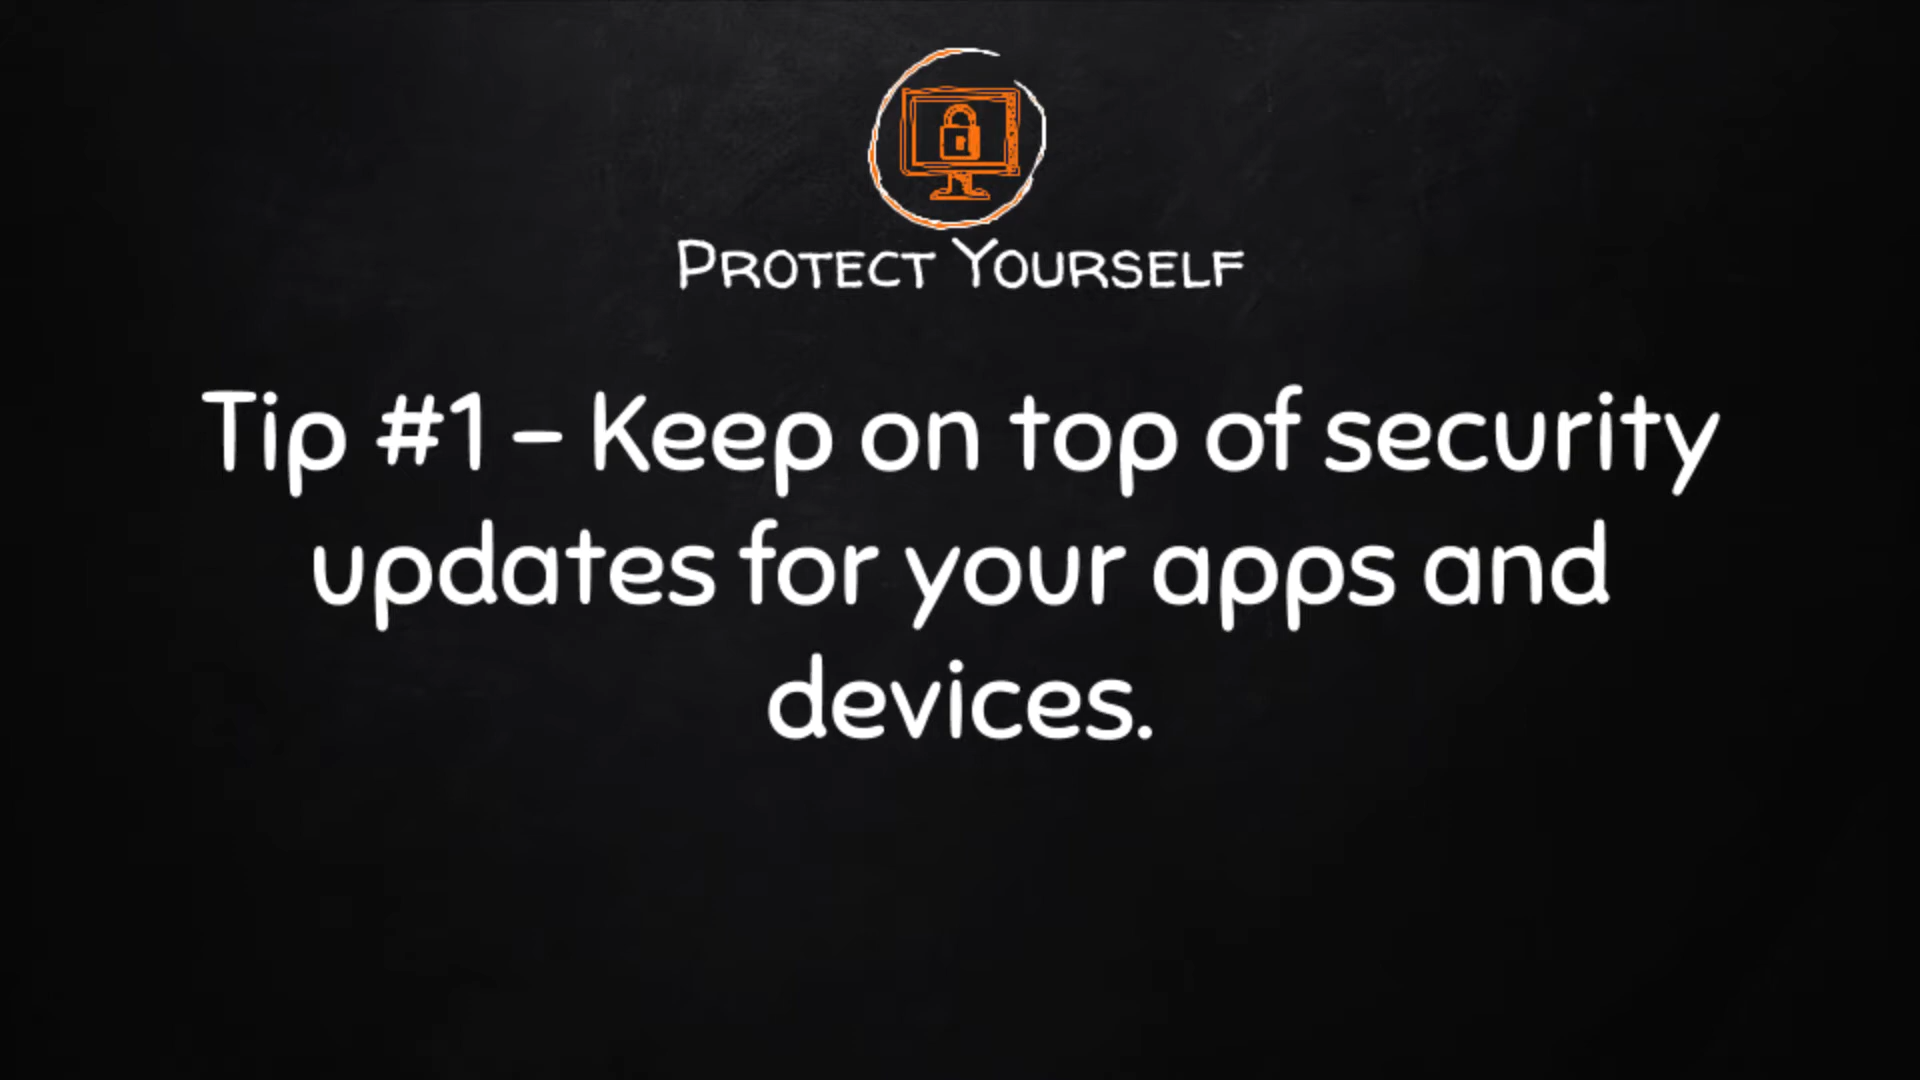 Protect Yourself
Tip #1 – Keep on top of security
updates for your apps and
devices.